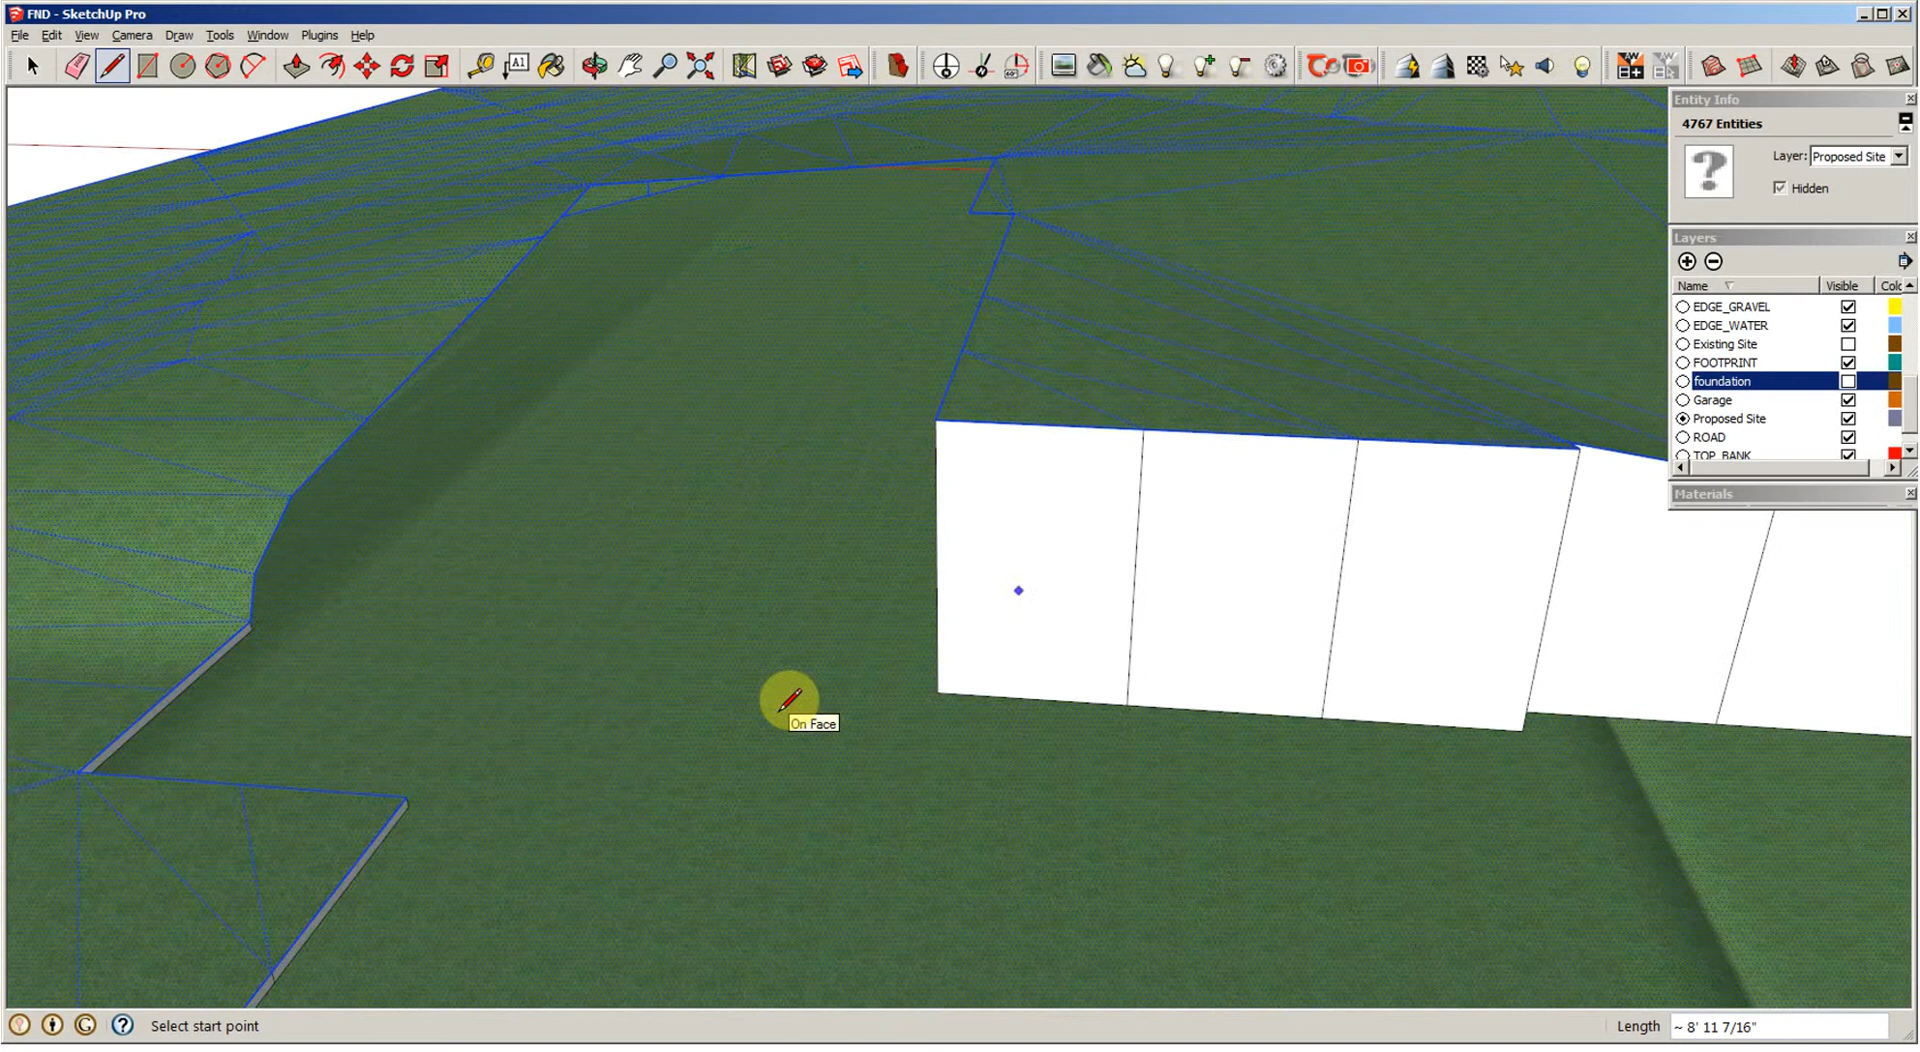 FND - SketchUp Pro
File Edit View Camera Draw Tools Window Plugins Help
A1
Entity Info
4767 Entities
Layer: Proposed Site
Hidden
Layers
Name Visible Colo
EDGE_GRAVEL
EDGE_WATER
Existing Site
FOOTPRINT
foundation
Garage
Proposed Site
ROAD
TOP_BANK
Materials
On Face
Select start point
Length ~ 8' 11 7/16"